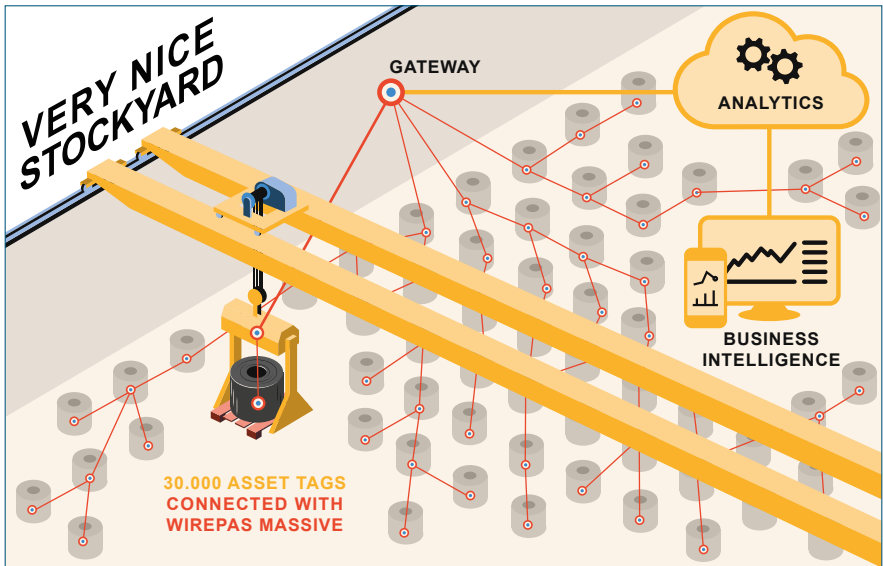 VERY NICE
STOCKYARD
GATEWAY
ANALYTICS
BUSINESS
INTELLIGENCE
30.000 ASSET TAGS
CONNECTED WITH
WIREPAS MASSIVE